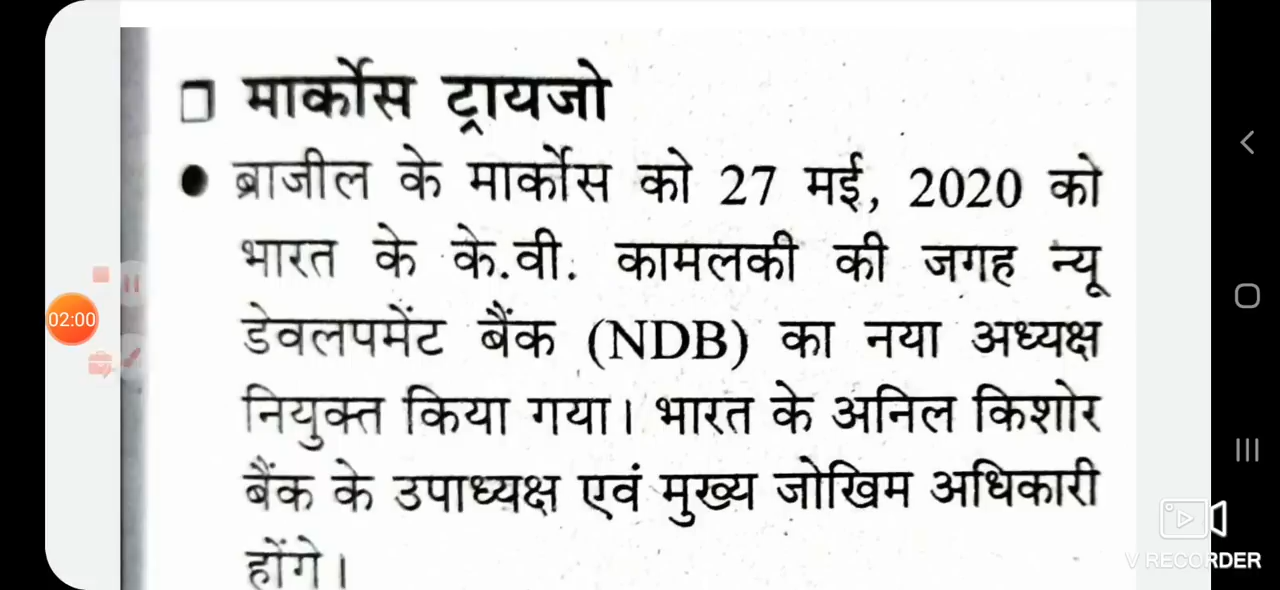 मार्कोस ट्रायजो
ब्राजील के मार्कोस को 27 मई, 2020 को
भारत के के.वी. कामलकी की जगह न्यू
डेवलपमेंट बैंक (NDB) का नया अध्यक्ष
नियुक्त किया गया। भारत के अनिल किशोर
बैंक के उपाध्यक्ष एवं मुख्य जोखिम अधिकारी
होंगे।
02:00
V RECORDER